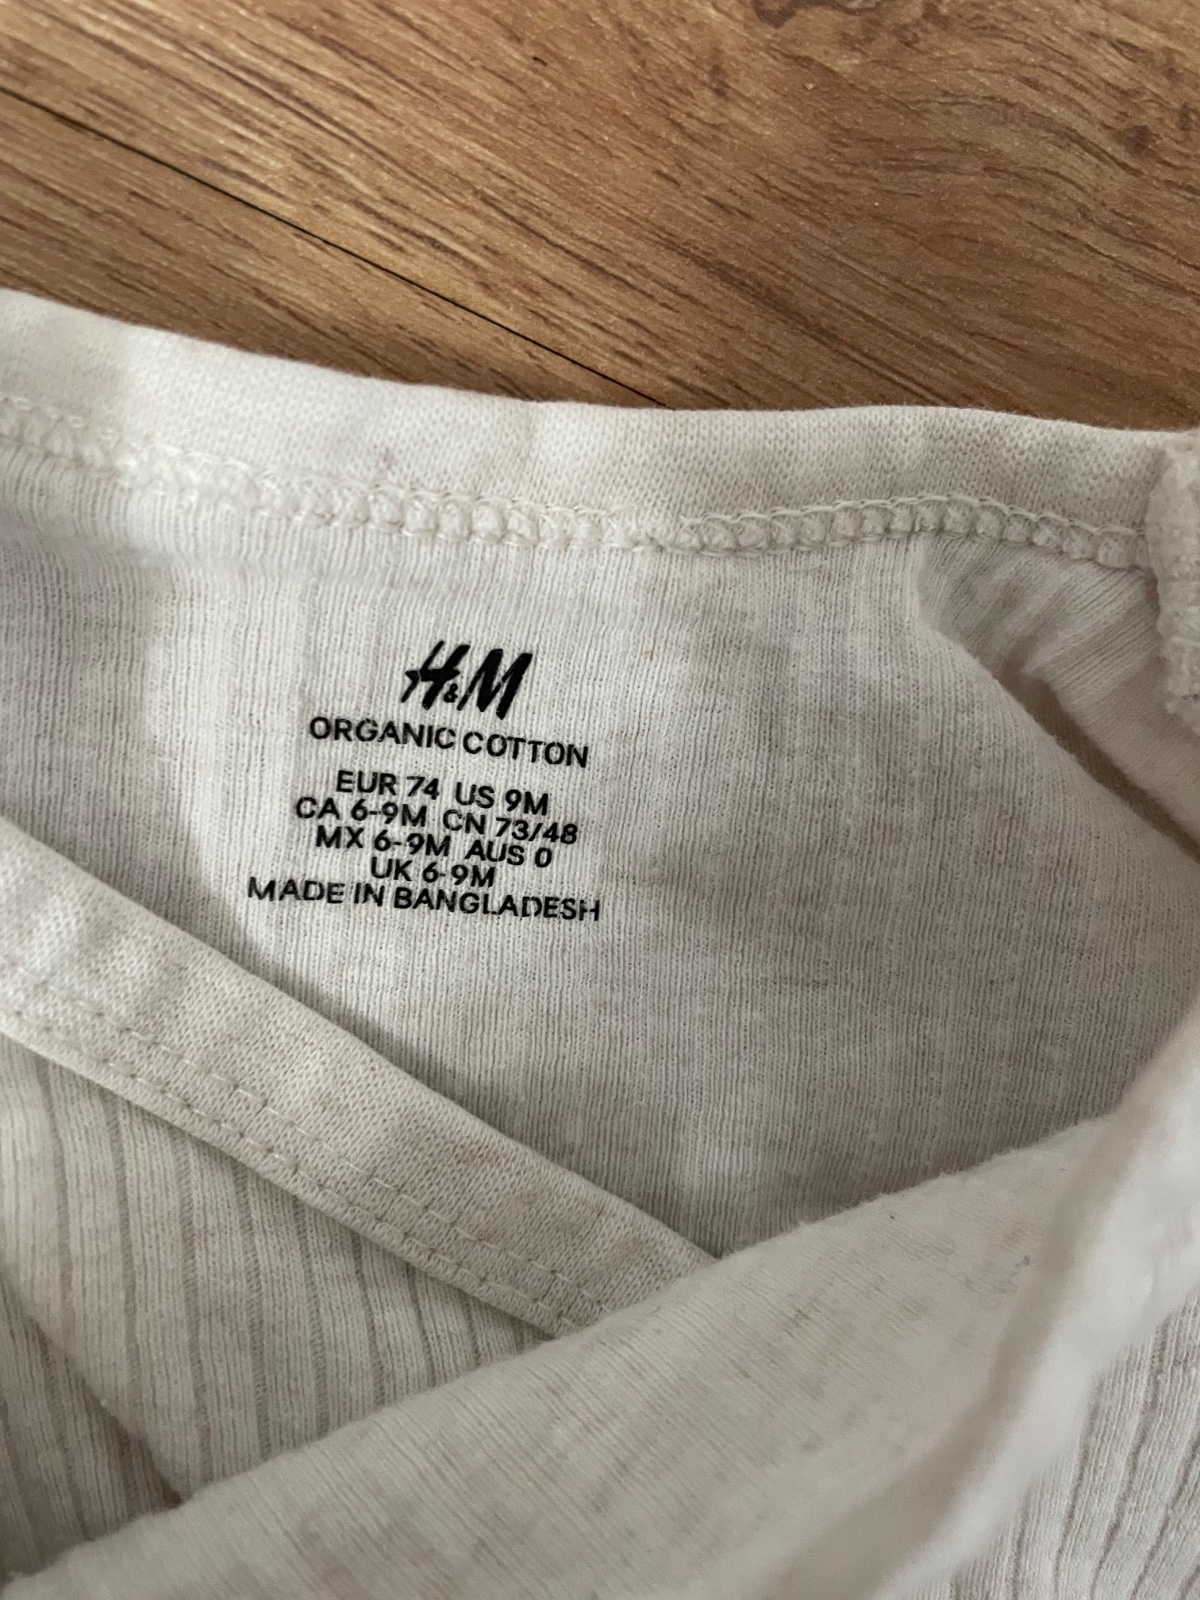 H&M
ORGANIC COTTON
EUR 74 US 9M
CA 6-9M CN 73/48
MX 6-9M AUS 0
UK 6-9M
MADE IN BANGLADESH